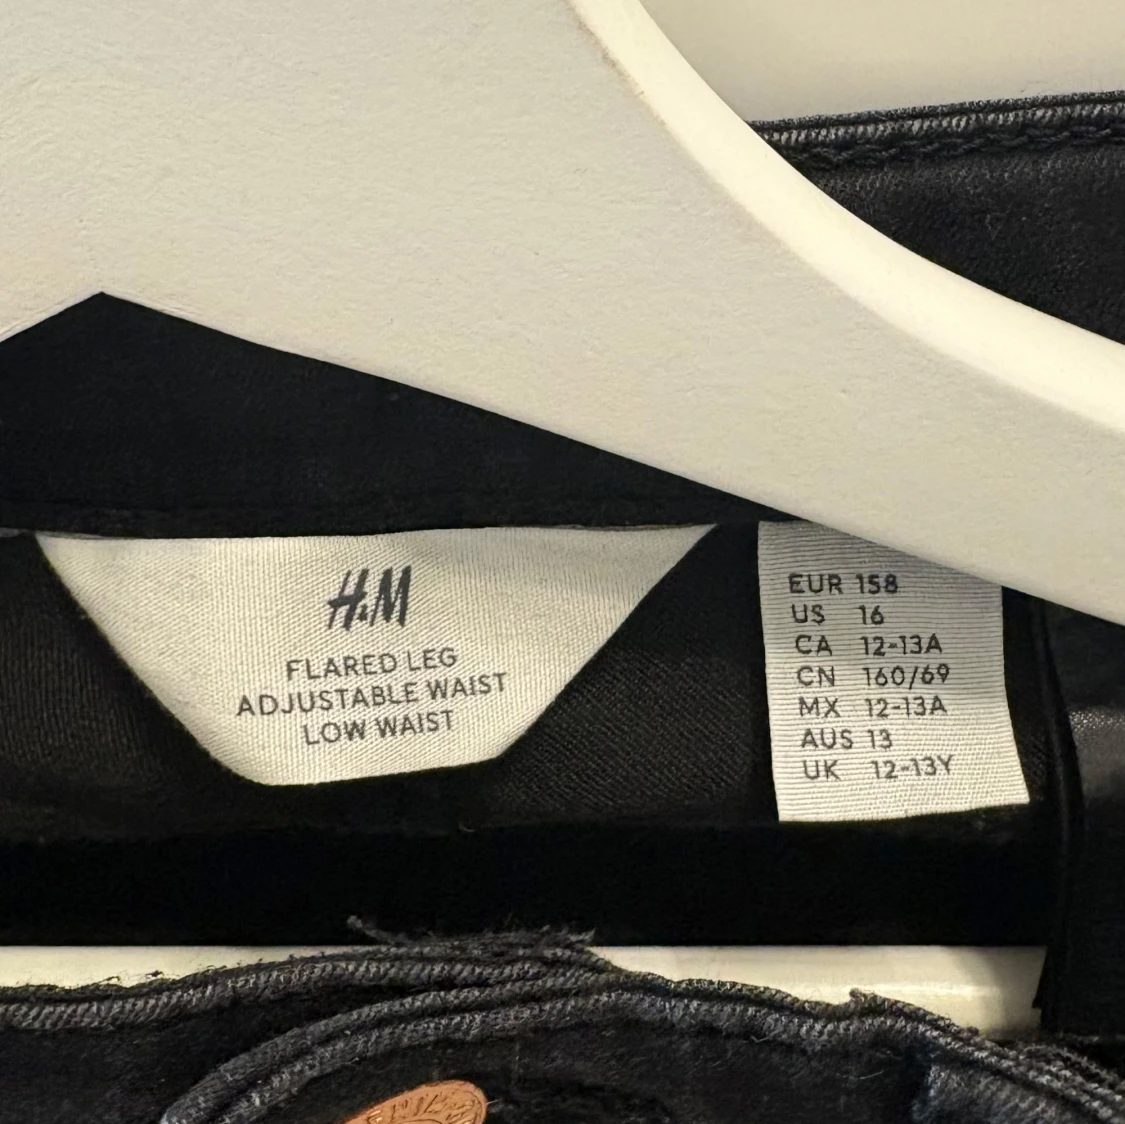 H&M
FLARED LEG
ADJUSTABLE WAIST
LOW WAIST
EUR 158
US 16
CA 12-13A
CN 160/69
MX 12-13A
AUS 13
UK 12-13Y